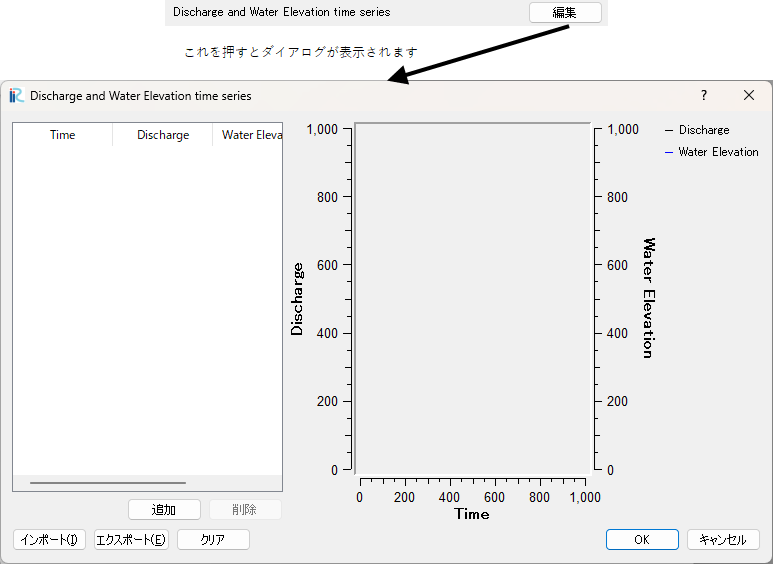 Discharge and Water Elevation time series
編集
これを押すとダイアログが表示されます
Discharge and Water Elevation time series
?
Time
Discharge
Water Eleva
1,000
800
600
400
200
0
Discharge
0
200
400
600
800
1,000
Time
1,000
800
600
400
200
0
Water Elevation
Discharge
Water Elevation
追加
削除
インポート(I)
エクスポート(E)
クリア
OK
キャンセル